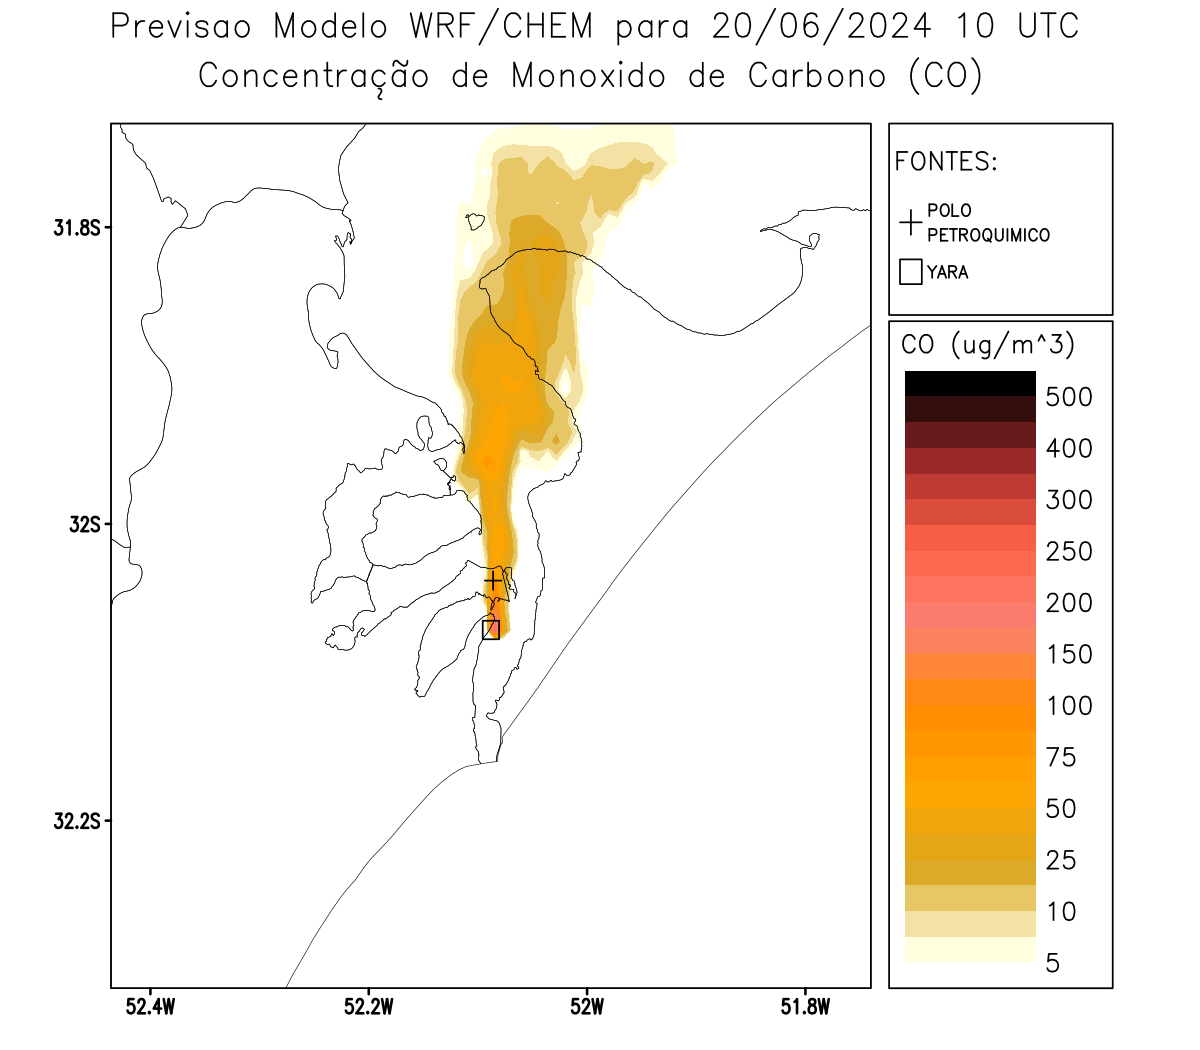 Previsao Modelo WRF/CHEM para 20/06/2024 10 UTC
Concentração de Monoxido de Carbono (CO)
FONTES:
POLO
PETROQUIMICO
YARA
31.8S
32S
32.2S
52.4W
52.2W
52W
51.8W
CO (ug/m^3)
500
400
300
250
200
150
100
75
50
25
10
5